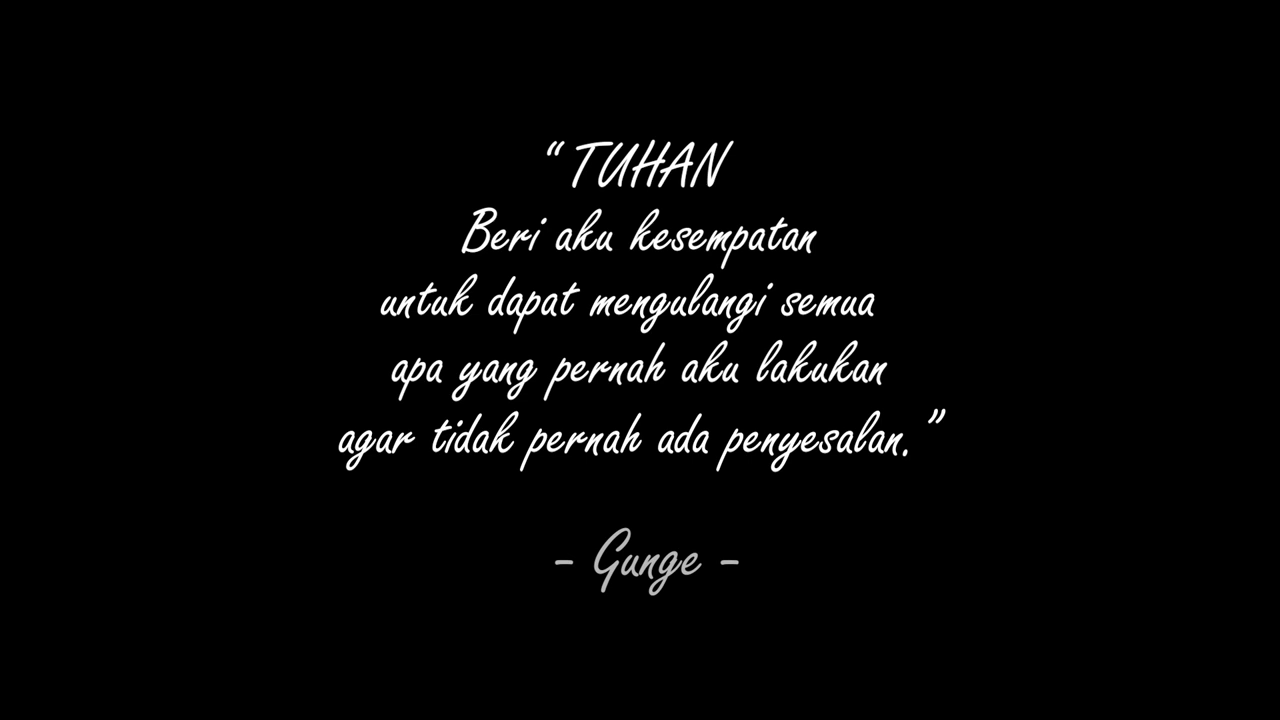 “TUHAN
Beri aku kesempatan
untuk dapat mengulangi semua
apa yang pernah aku lakukan
agar tidak pernah ada penyesalan.”
- Gunge -